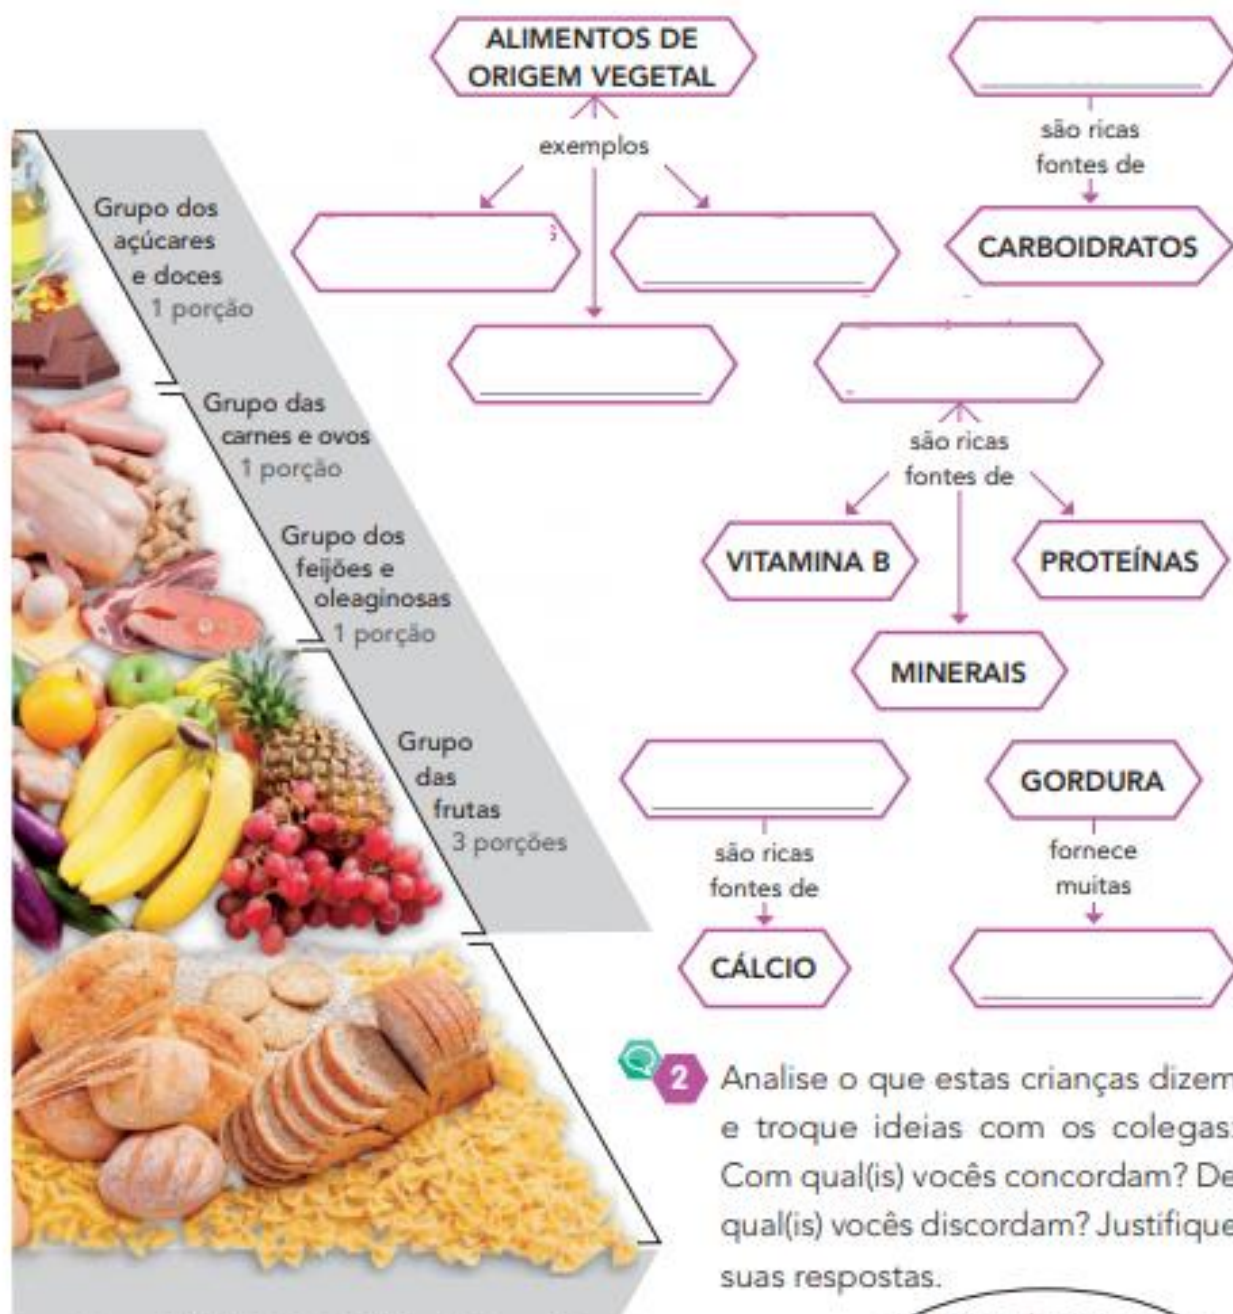 ALIMENTOS DE
ORIGEM VEGETAL
exemplos
são ricas
fontes de
CARBOIDRATOS
Grupo dos
açúcares
e doces
1 porção
Grupo das
carnes e ovos
1 porção
Grupo dos
feijões e
oleaginosas
1 porção
Grupo
das
frutas
3 porções
são ricas
fontes de
VITAMINA B
PROTEÍNAS
MINERAIS
são ricas
fontes de
CÁLCIO
GORDURA
fornece
muitas
2 Analise o que estas crianças dizem
e troque ideias com os colegas:
Com qual(is) vocês concordam? De
qual(is) vocês discordam? Justifique
suas respostas.